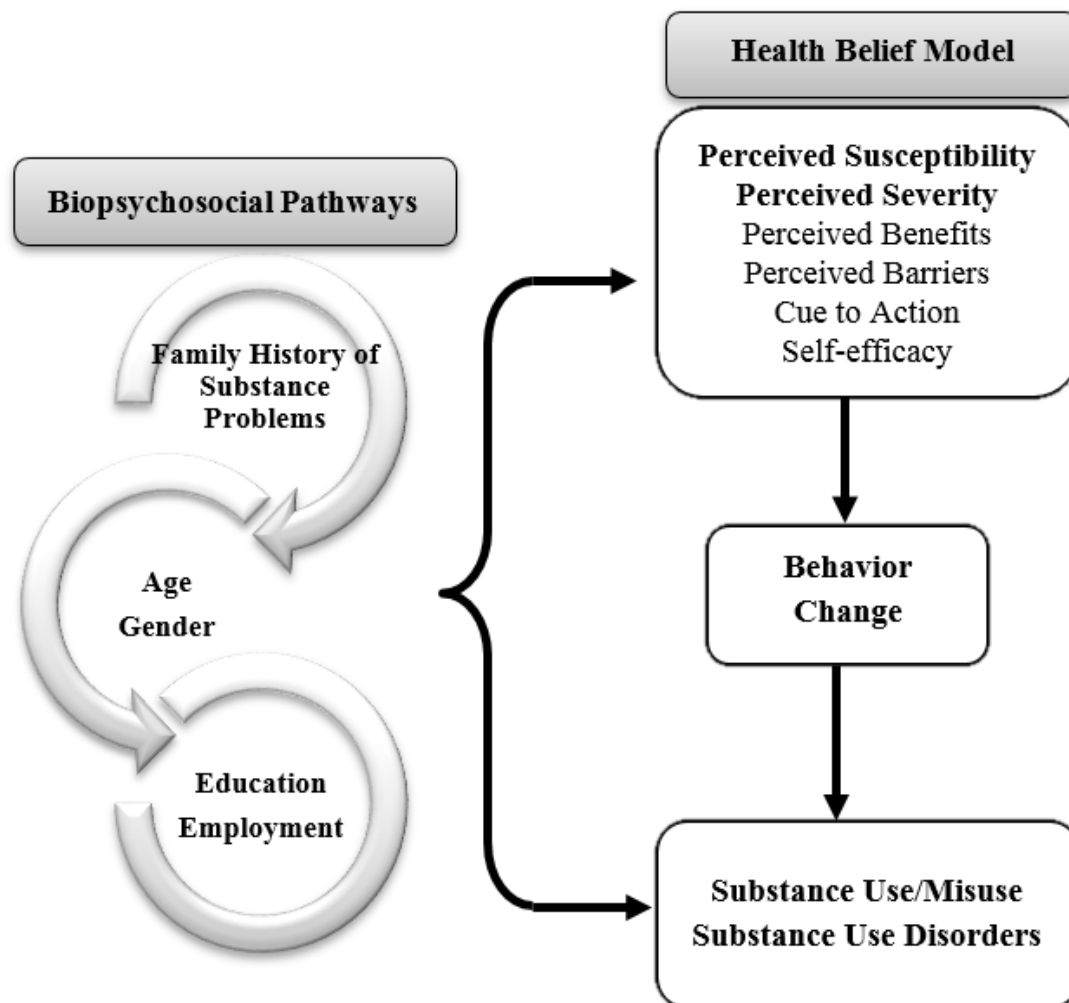 Biopsychosocial Pathways
Family History of
Substance
Problems
Age
Gender
Education
Employment
Health Belief Model
Perceived Susceptibility
Perceived Severity
Perceived Benefits
Perceived Barriers
Cue to Action
Self-efficacy
Behavior
Change
Substance Use/Misuse
Substance Use Disorders